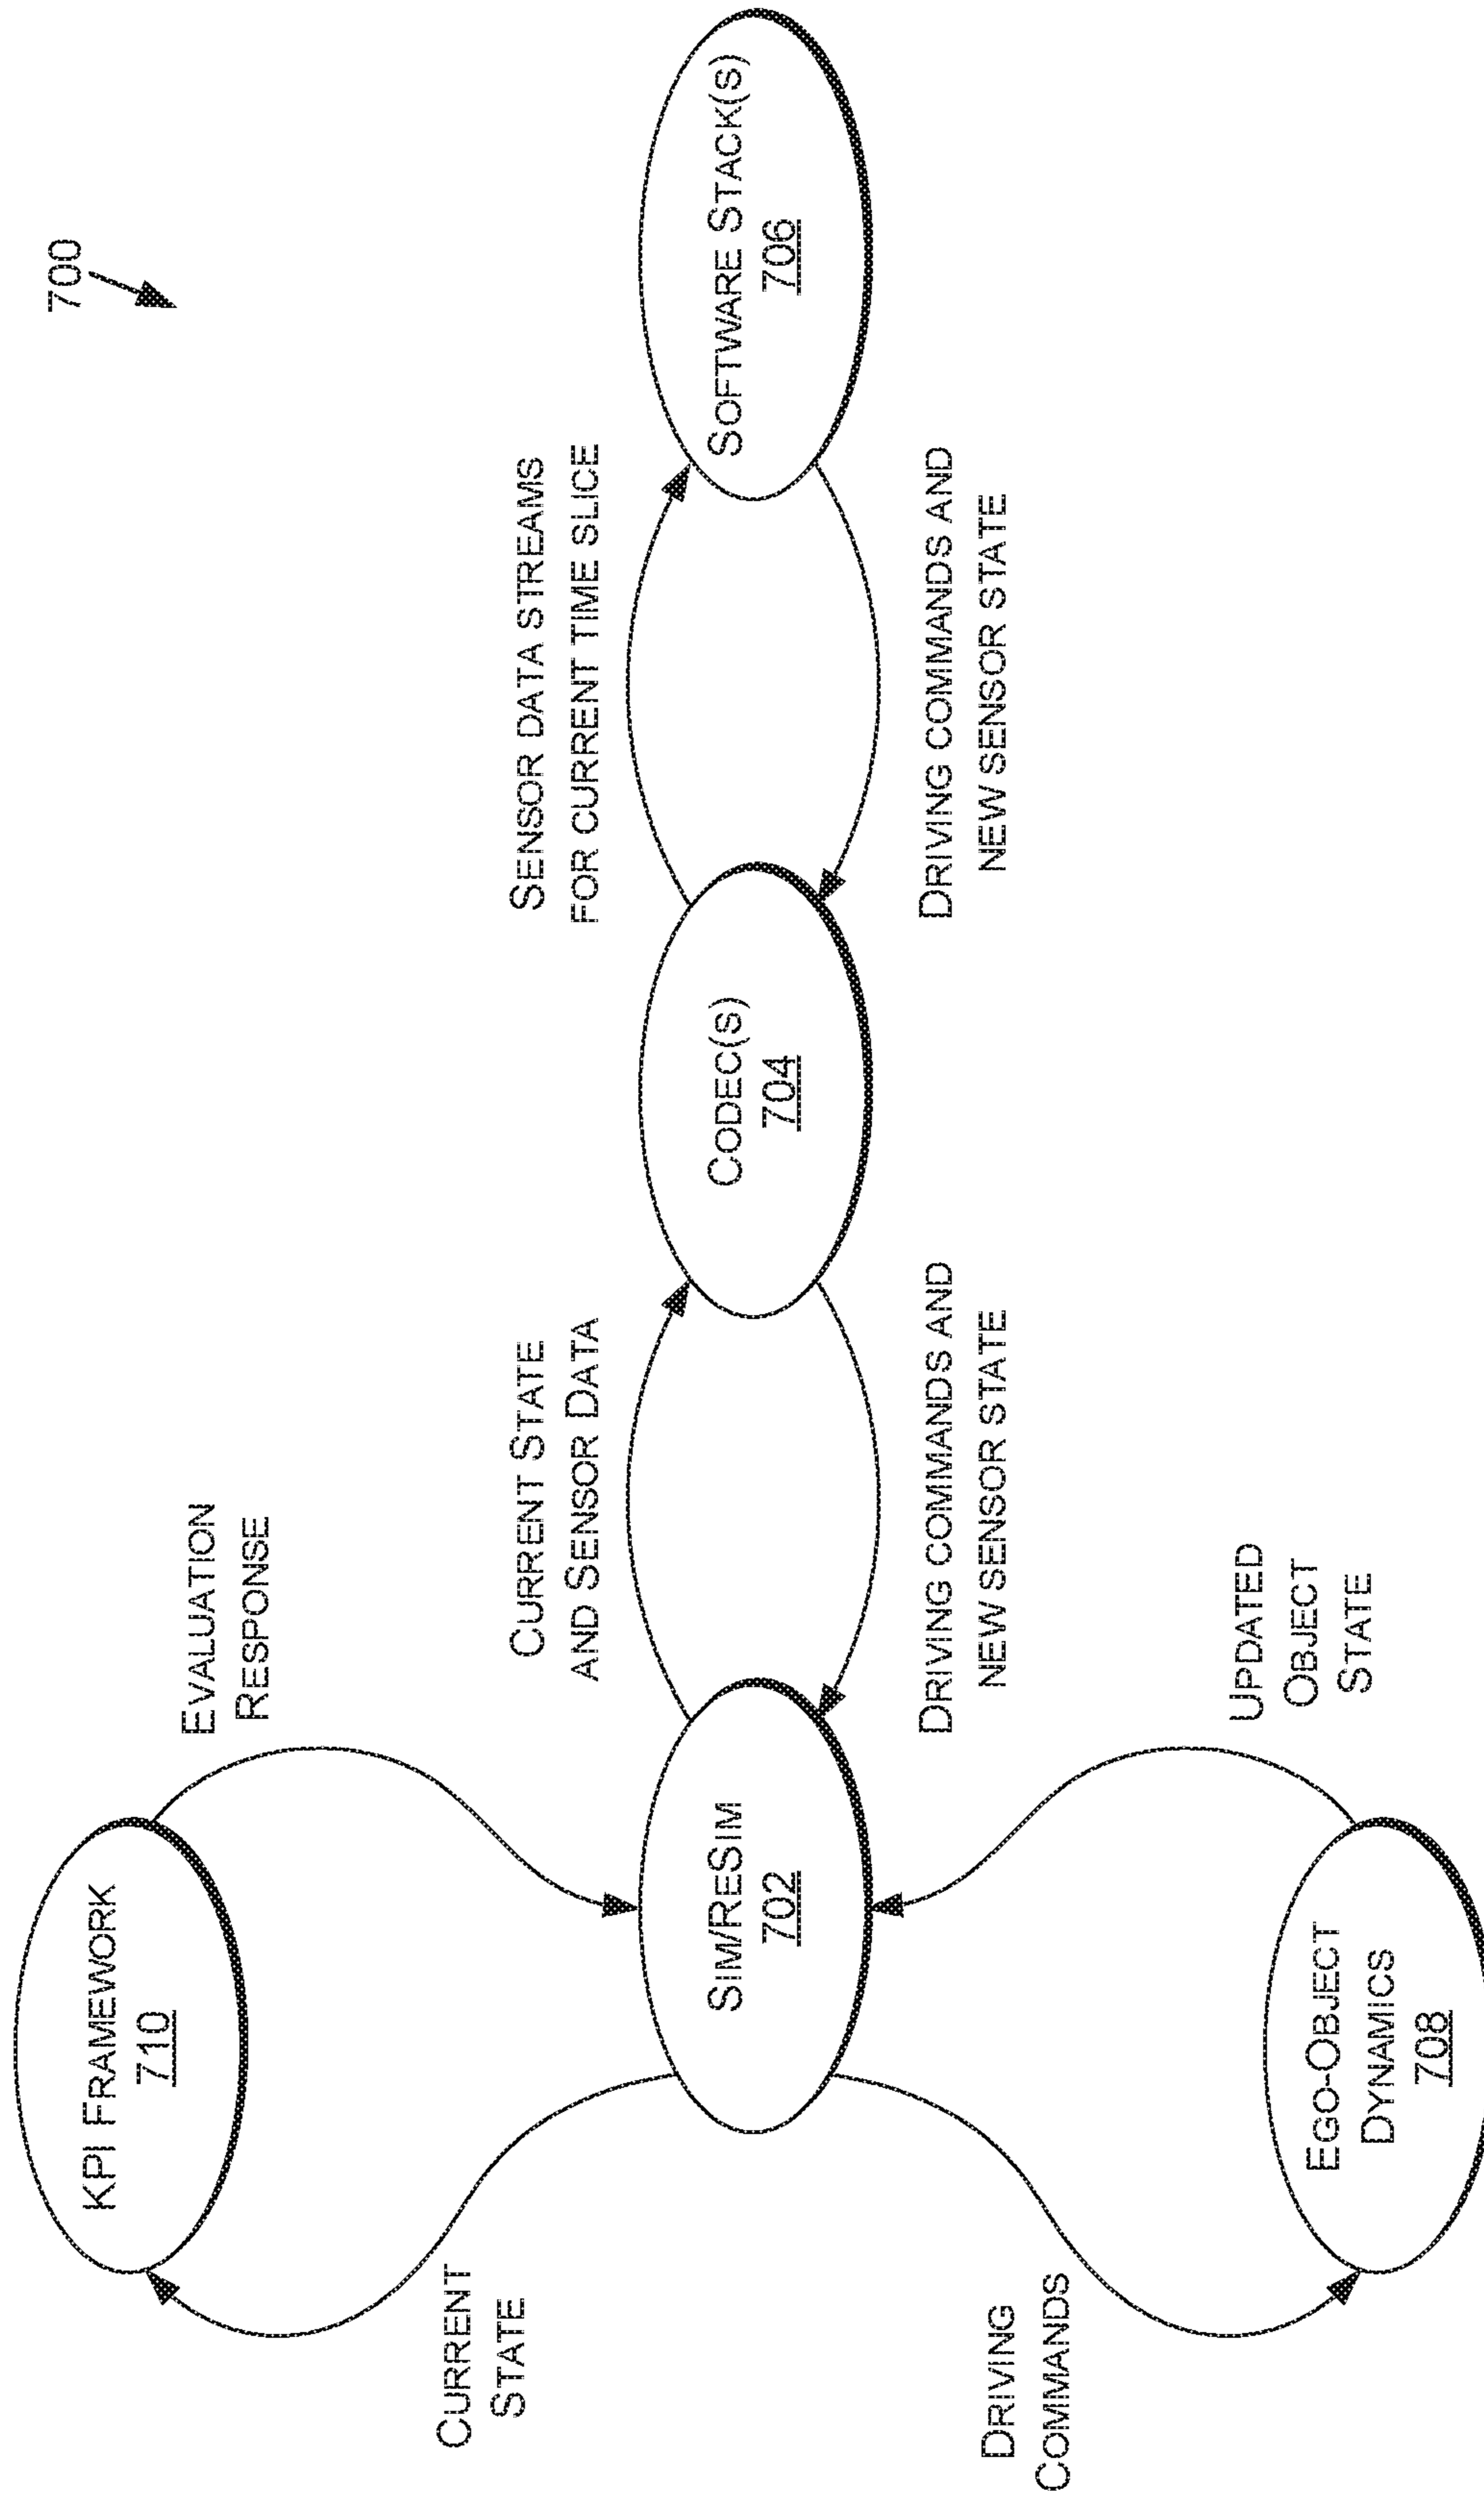 700
KPI FRAMEWORK
710
EVALUATION
RESPONSE
CURRENT
STATE
CURRENT STATE
AND SENSOR DATA
SENSOR DATA STREAMS
FOR CURRENT TIME SLICE
SIM/RESIM
702
CODEC(S)
704
SOFTWARE STACK(S)
706
DRIVING COMMANDS AND
NEW SENSOR STATE
DRIVING COMMANDS AND
NEW SENSOR STATE
DRIVING
COMMANDS
UPDATED
OBJECT
STATE
EGO-OBJECT
DYNAMICS
708